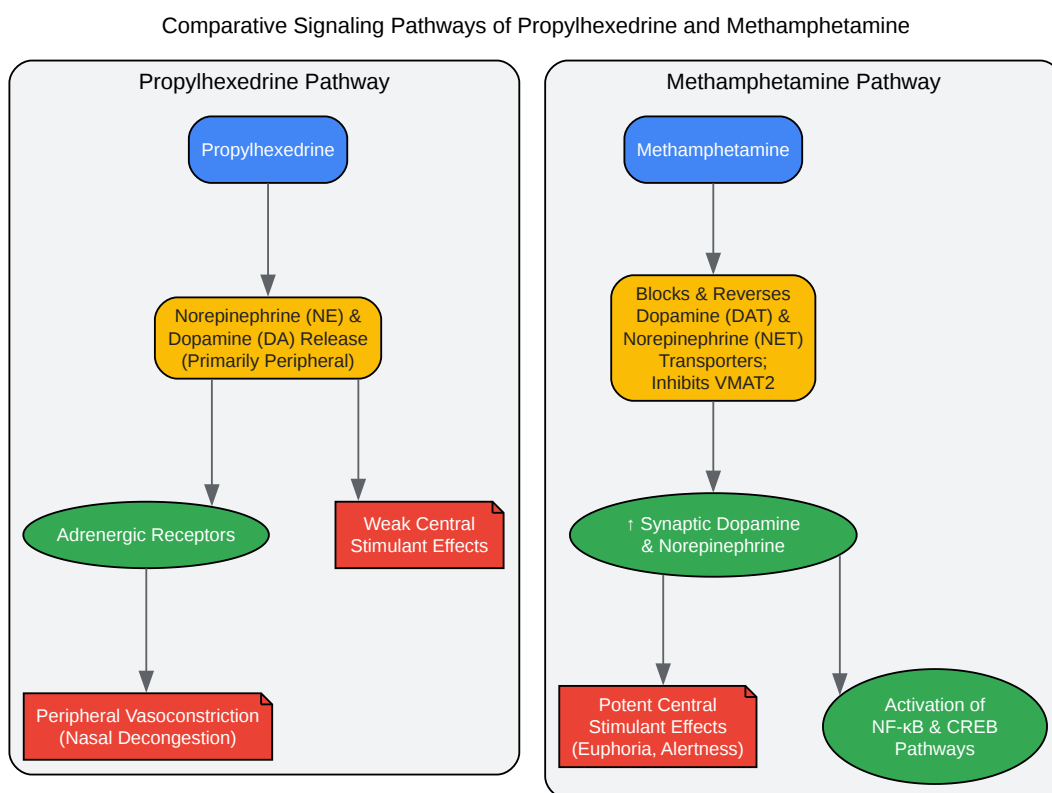 Comparative Signaling Pathways of Propylhexedrine and Methamphetamine
Propylhexedrine Pathway
Propylhexedrine
Norepinephrine (NE) &
Dopamine (DA) Release
(Primarily Peripheral)
Adrenergic Receptors
Weak Central
Stimulant Effects
Peripheral Vasoconstriction
(Nasal Decongestion)
Methamphetamine Pathway
Methamphetamine
Blocks & Reverses
Dopamine (DAT) &
Norepinephrine (NET)
Transporters;
Inhibits VMAT2
↑ Synaptic Dopamine
& Norepinephrine
Potent Central
Stimulant Effects
(Euphoria, Alertness)
Activation of
NF-κB & CREB
Pathways